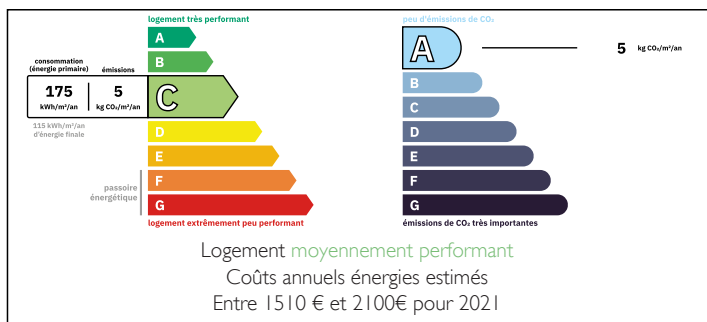 logement très performant
A
B
consommation
(énergie primaire)
émissions
175
kWh/m²/an
5
kg CO₂/m²/an
C
115 kWh/m²/an
d'énergie finale
D
E
F
G
passoire
énergétique
logement extrêmement peu performant
peu d'émissions de CO₂
A
5 kg CO₂/m²/an
B
C
D
E
F
G
émissions de CO₂ très importantes
Logement moyennement performant
Coûts annuels énergies estimés
Entre 1510 € et 2100€ pour 2021